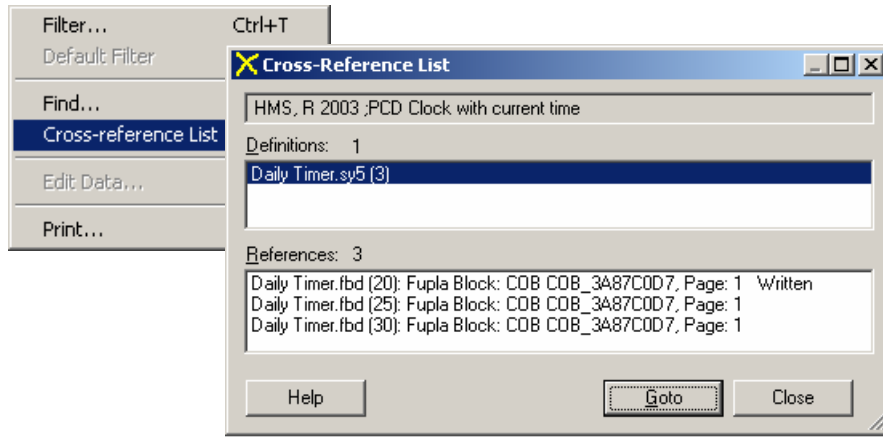 Filter... Ctrl+T
Default Filter
Find...
Cross-reference List
Edit Data...
Print...
Cross-Reference List
HMS, R 2003 ;PCD Clock with current time
Definitions: 1
Daily Timer.sy5 (3)
References: 3
Daily Timer.fbd (20): Fupla Block: COB COB_3A87C0D7, Page: 1 Written
Daily Timer.fbd (25): Fupla Block: COB COB_3A87C0D7, Page: 1
Daily Timer.fbd (30): Fupla Block: COB COB_3A87C0D7, Page: 1
Help Goto Close